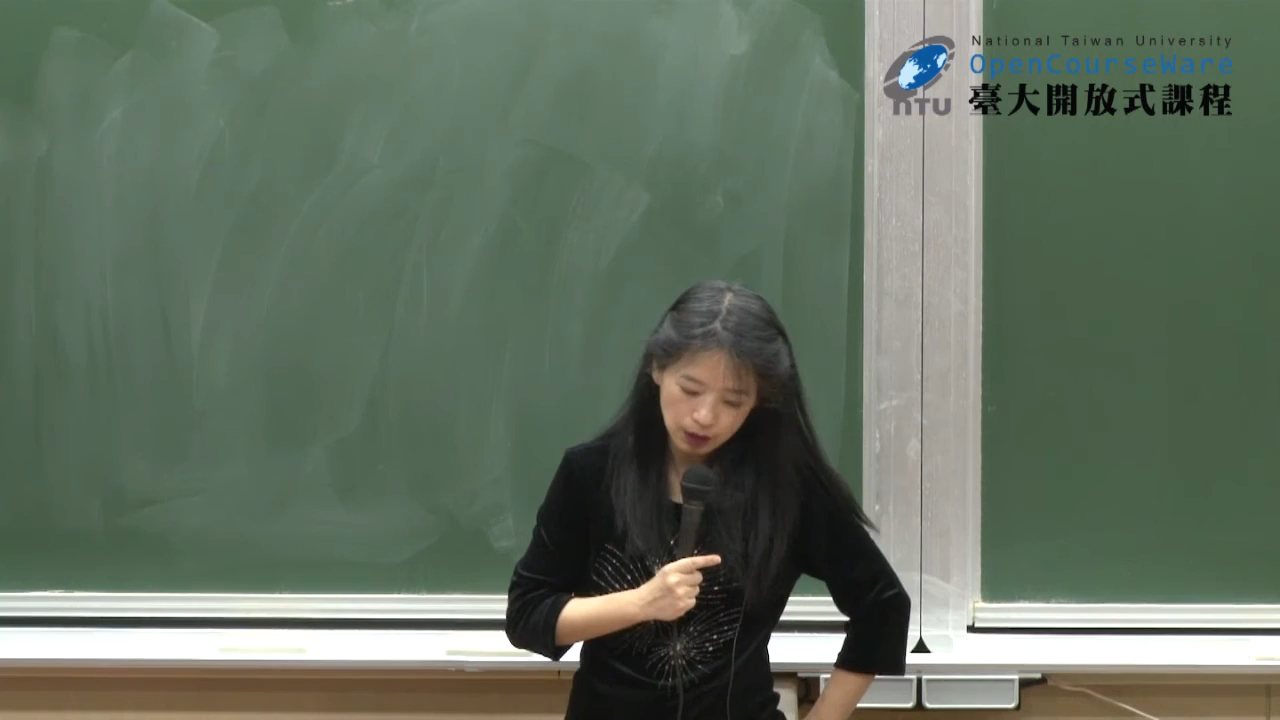 National Taiwan University
OpenCourseWare
臺大開放式課程
NTU